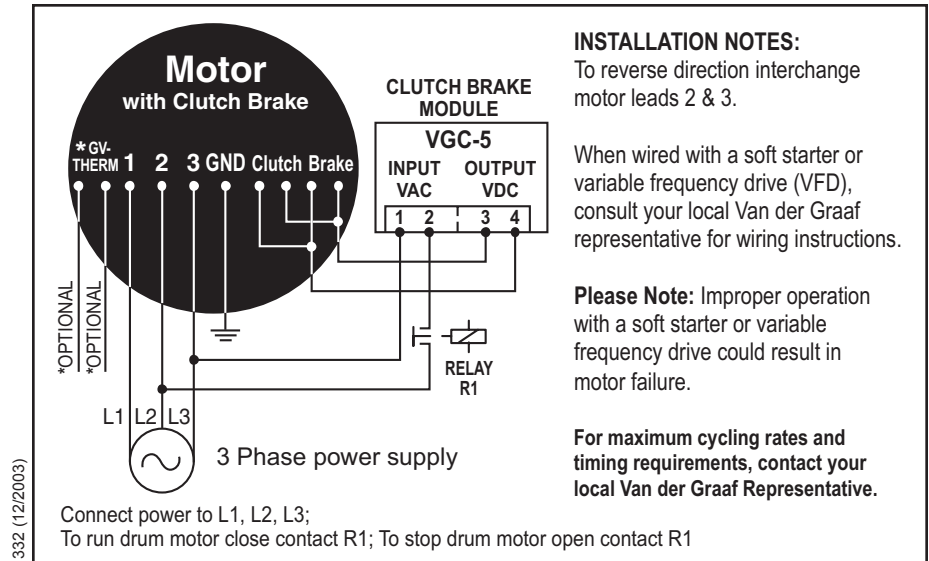 Motor
with Clutch Brake
* GV-
THERM 1 2 3 GND Clutch Brake
*OPTIONAL
*OPTIONAL
L1 L2 L3
3 Phase power supply
CLUTCH BRAKE
MODULE
VGC-5
INPUT OUTPUT
VAC VDC
1 2 3 4
RELAY
R1
INSTALLATION NOTES:
To reverse direction interchange
motor leads 2 & 3.
When wired with a soft starter or
variable frequency drive (VFD),
consult your local Van der Graaf
representative for wiring instructions.
Please Note: Improper operation
with a soft starter or variable
frequency drive could result in
motor failure.
For maximum cycling rates and
timing requirements, contact your
local Van der Graaf Representative.
Connect power to L1, L2, L3;
To run drum motor close contact R1; To stop drum motor open contact R1
332 (12/2003)